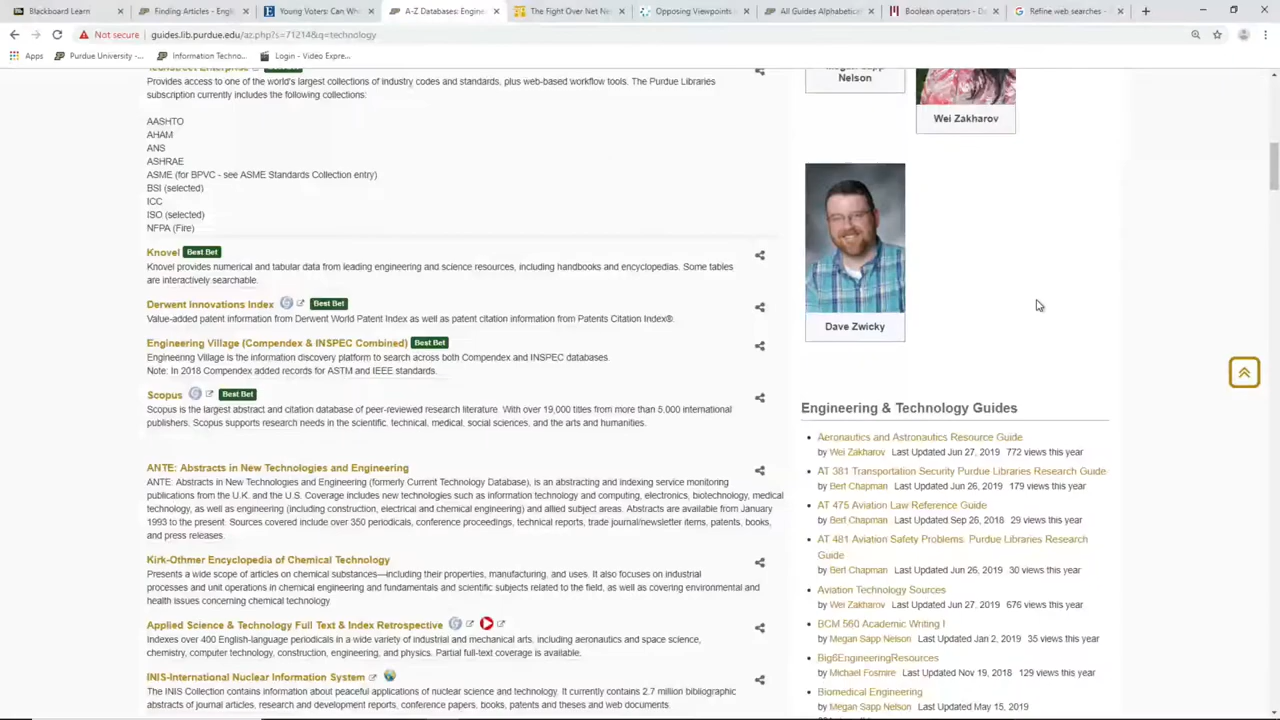 Blackboard Learn
Finding Articles - Engl
Young Voters: Can Wha
A-Z Databases: Engine
The Fight Over Net Ne
Opposing Viewpoints
All Guides Alphabetical
Boolean operators - Da
Refine web searches -
Not secure guides.lib.purdue.edu/az.php?s=71214&q=technology
Apps Purdue University -... Information Techno... Login - Video Expre...
Provides access to one of the world's largest collections of industry codes and standards, plus web-based workflow tools. The Purdue Libraries
subscription currently includes the following collections:
AASHTO
AHAM
ANS
ASHRAE
ASME (for BPVC - see ASME Standards Collection entry)
BSI (selected)
ICC
ISO (selected)
NFPA (Fire)
Knovel Best Bet
Knovel provides numerical and tabular data from leading engineering and science resources, including handbooks and encyclopedias. Some tables
are interactively searchable.
Derwent Innovations Index Best Bet
Value-added patent information from Derwent World Patent Index as well as patent citation information from Patents Citation Index®.
Engineering Village (Compendex & INSPEC Combined) Best Bet
Engineering Village is the information discovery platform to search across both Compendex and INSPEC databases.
Note: In 2018 Compendex added records for ASTM and IEEE standards.
Scopus Best Bet
Scopus is the largest abstract and citation database of peer-reviewed research literature. With over 19,000 titles from more than 5,000 international
publishers, Scopus supports research needs in the scientific, technical, medical, social sciences, and the arts and humanities.
ANTE: Abstracts in New Technologies and Engineering
ANTE: Abstracts in New Technologies and Engineering (formerly Current Technology Database), is an abstracting and indexing service monitoring
publications from the U.K. and the U.S. Coverage includes new technologies such as information technology and computing, electronics, biotechnology, medical
technology, as well as engineering (including construction, electrical and chemical engineering) and allied subject areas. Abstracts are available from January
1993 to the present. Sources covered include over 350 periodicals, conference proceedings, technical reports, trade journal/newsletter items, patents, books,
and press releases.
Kirk-Othmer Encyclopedia of Chemical Technology
Presents a wide scope of articles on chemical substances—including their properties, manufacturing, and uses. It also focuses on industrial
processes and unit operations in chemical engineering and fundamentals and scientific subjects related to the field, as well as covering environmental and
health issues concerning chemical technology
Applied Science & Technology Full Text & Index Retrospective
Indexes over 400 English-language periodicals in a wide variety of industrial and mechanical arts, including aeronautics and space science,
chemistry, computer technology, construction, engineering, and physics. Partial full-text coverage is available.
INIS-International Nuclear Information System
The INIS Collection contains information about peaceful applications of nuclear science and technology. It currently contains 2.7 million bibliographic
abstracts of journal articles, research and development reports, conference papers, books, patents and theses and web documents.
Nelson
Wei Zakharov
Dave Zwicky
Engineering & Technology Guides
Aeronautics and Astronautics Resource Guide
by Wei Zakharov Last Updated Jun 27, 2019 772 views this year
AT 381 Transportation Security Purdue Libraries Research Guide
by Bert Chapman Last Updated Jun 26, 2019 179 views this year
AT 475 Aviation Law Reference Guide
by Bert Chapman Last Updated Sep 26, 2018 29 views this year
AT 481 Aviation Safety Problems. Purdue Libraries Research
Guide
by Bert Chapman Last Updated Jun 26, 2019 30 views this year
Aviation Technology Sources
by Wei Zakharov Last Updated Jun 27, 2019 676 views this year
BCM 560 Academic Writing I
by Megan Sapp Nelson Last Updated Jan 2, 2019 35 views this year
Big6EngineeringResources
by Michael Fosmire Last Updated Nov 19, 2018 129 views this year
Biomedical Engineering
by Megan Sapp Nelson Last Updated May 15, 2019